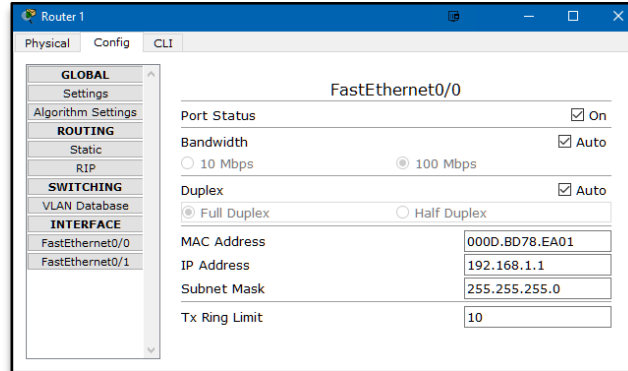 Router 1
Physical Config CLI
GLOBAL
Settings
Algorithm Settings
ROUTING
Static
RIP
SWITCHING
VLAN Database
INTERFACE
FastEthernet0/0
FastEthernet0/1
FastEthernet0/0
Port Status On
Bandwidth Auto
10 Mbps 100 Mbps
Duplex Auto
Full Duplex Half Duplex
MAC Address 000D.BD78.EA01
IP Address 192.168.1.1
Subnet Mask 255.255.255.0
Tx Ring Limit 10